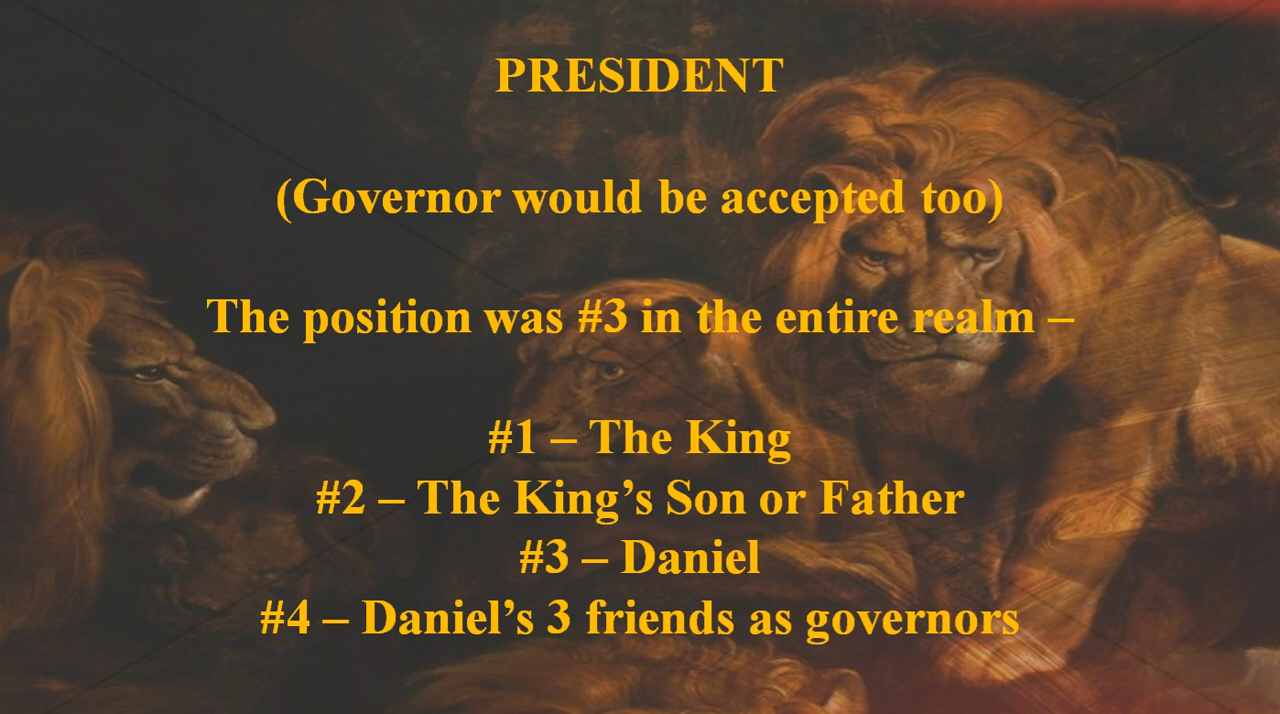 PRESIDENT
(Governor would be accepted too)
The position was #3 in the entire realm –
#1 – The King
#2 – The King’s Son or Father
#3 – Daniel
#4 – Daniel’s 3 friends as governors